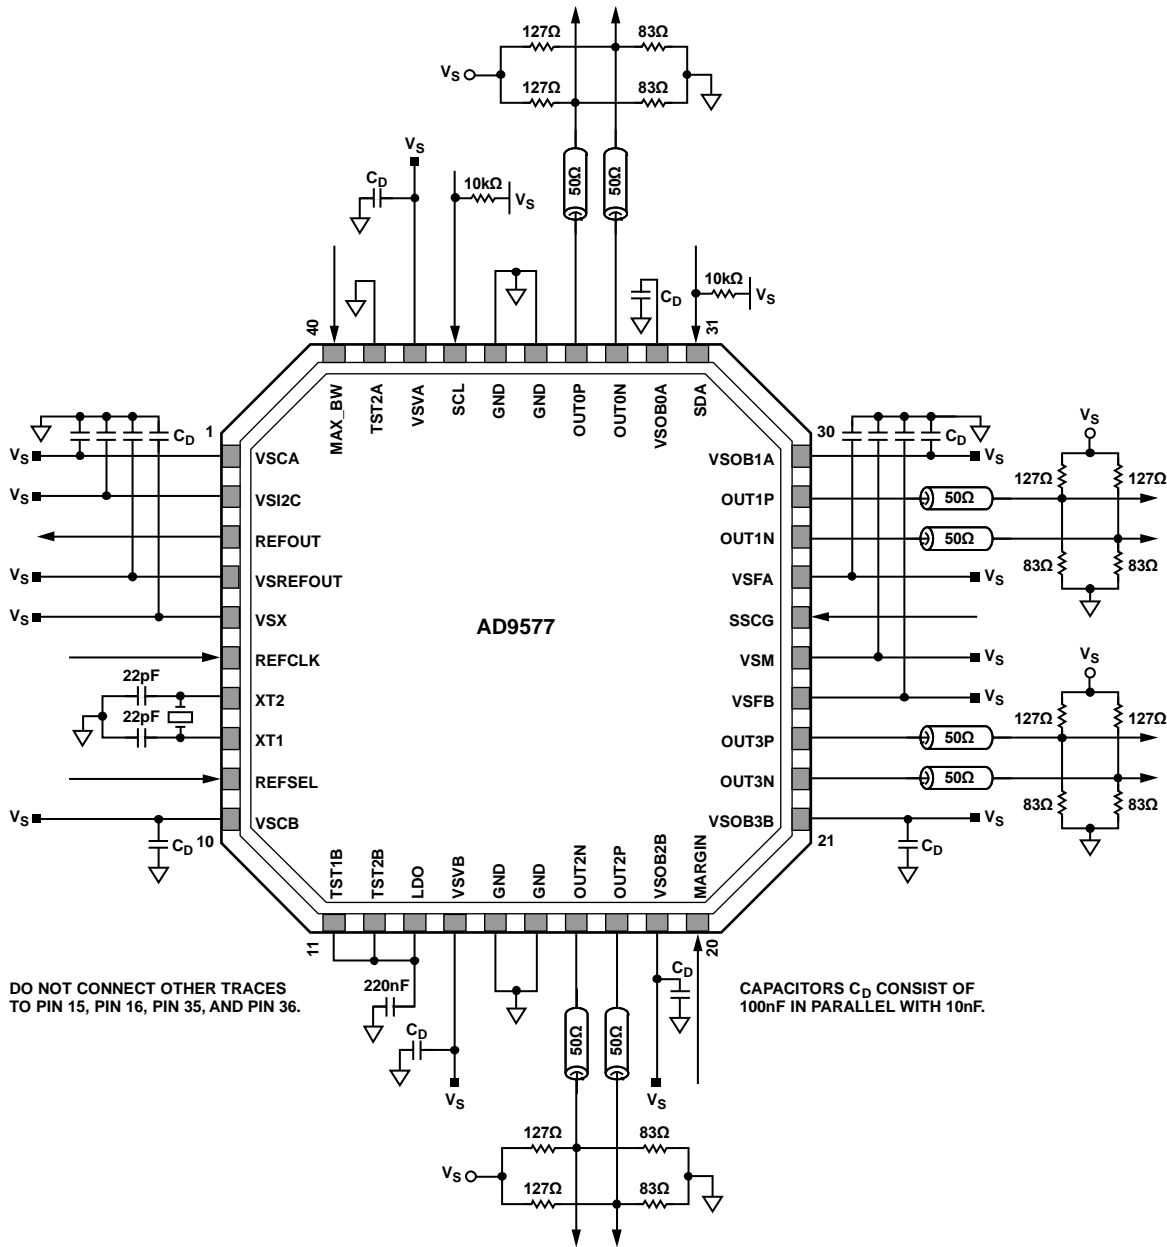 127Ω
83Ω
VS
127Ω
83Ω
VS
CD
10kΩ
VS
50Ω
50Ω
10kΩ
CD
VS
40
31
MAX_BW
TST2A
VSVA
SCL
GND
GND
OUT0P
OUT0N
VSOB0A
SDA
1
30
CD
CD
VS
VS
VSCA
VSOB1A
VS
127Ω
127Ω
VS
VSI2C
OUT1P
50Ω
REFOUT
OUT1N
50Ω
83Ω
83Ω
VS
VSREFOUT
VSFA
VS
VS
VSX
SSCG
AD9577
REFCLK
VSM
VS
VS
22pF
XT2
VSFB
VS
127Ω
127Ω
22pF
XT1
OUT3P
50Ω
REFSEL
OUT3N
50Ω
83Ω
83Ω
VS
VSCB
VSOB3B
VS
10
21
CD
CD
TST1B
TST2B
LDO
VSVB
GND
GND
OUT2N
OUT2P
VSOB2B
MARGIN
11
20
DO NOT CONNECT OTHER TRACES
TO PIN 15, PIN 16, PIN 35, AND PIN 36.
220nF
CD
CAPACITORS CD CONSIST OF
100nF IN PARALLEL WITH 10nF.
CD
50Ω
50Ω
VS
VS
127Ω
83Ω
VS
127Ω
83Ω